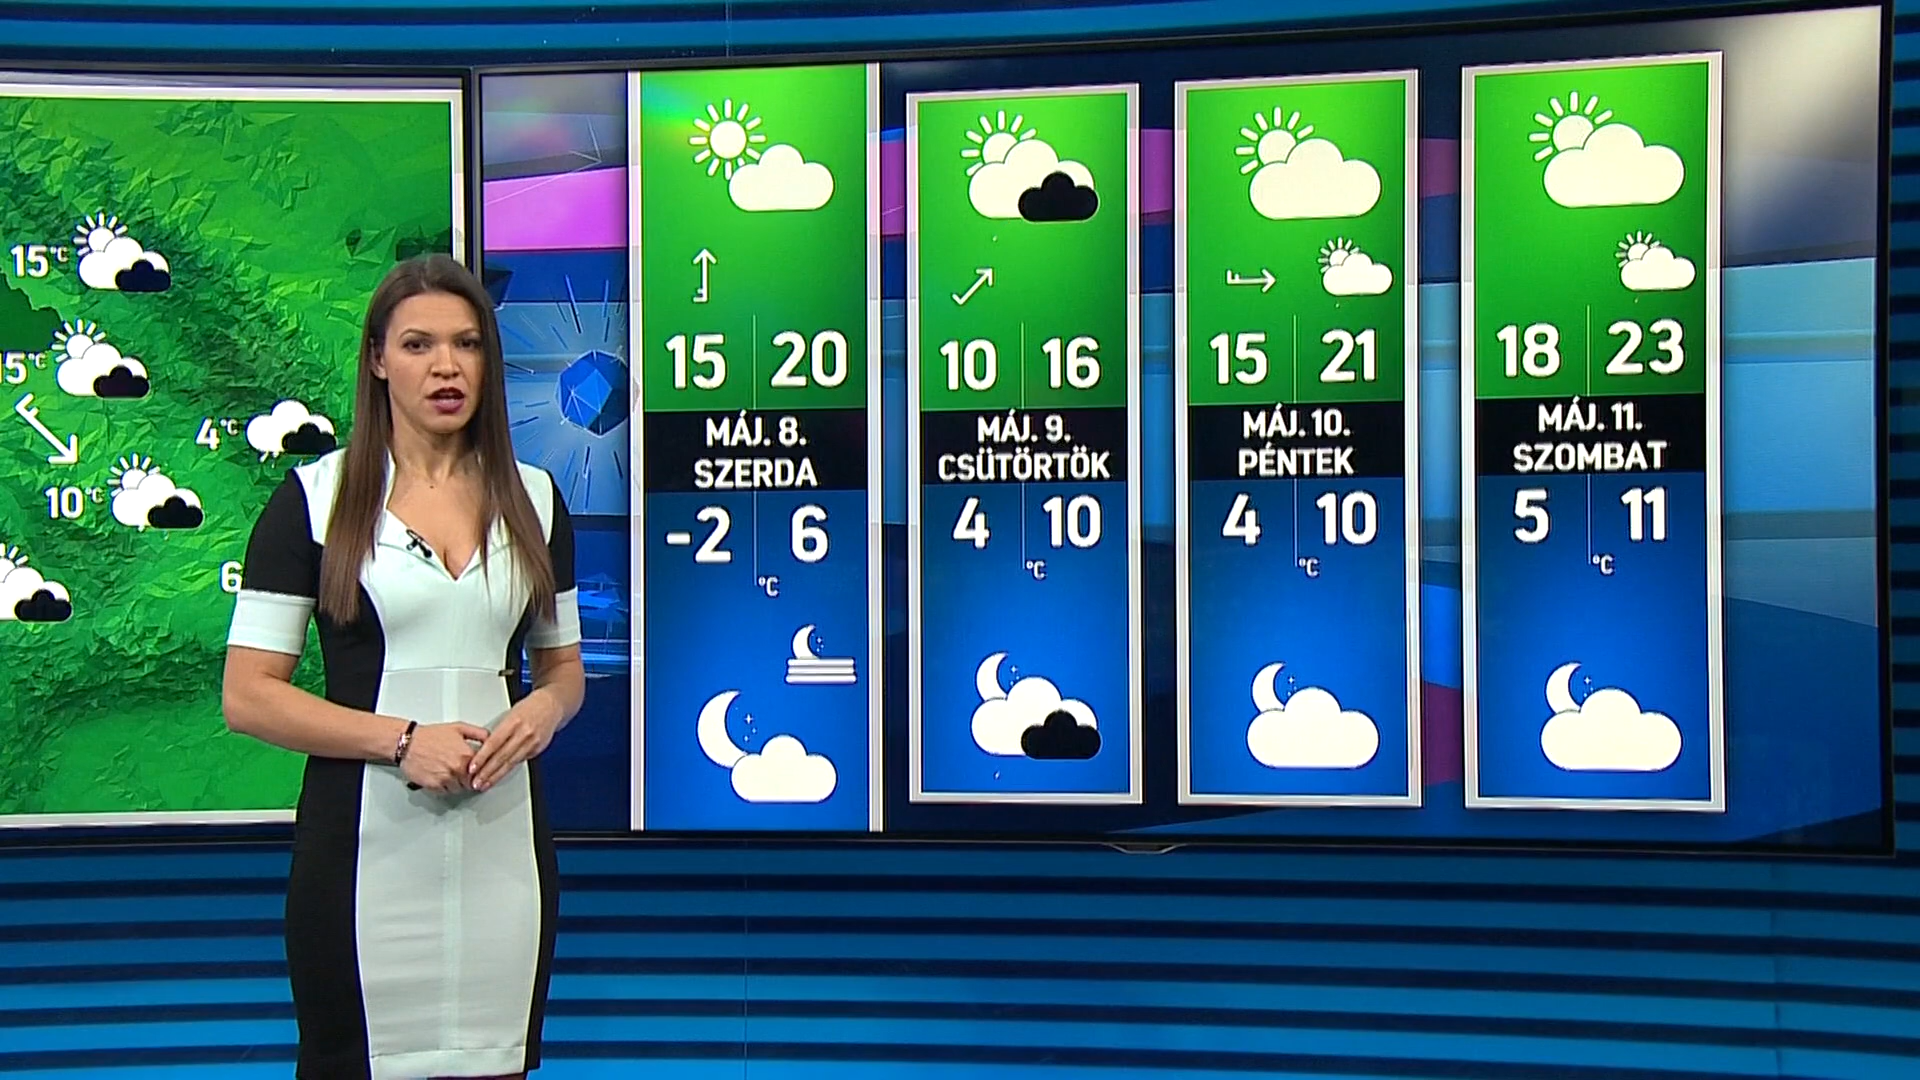 15°C
15°C
4°C
10°C
6
15 20
MÁJ. 8.
SZERDA
-2 6
°C
10 16
MÁJ. 9.
CSÜTÖRTÖK
4 10
°C
15 21
MÁJ. 10.
PÉNTEK
4 10
°C
18 23
MÁJ. 11.
SZOMBAT
5 11
°C